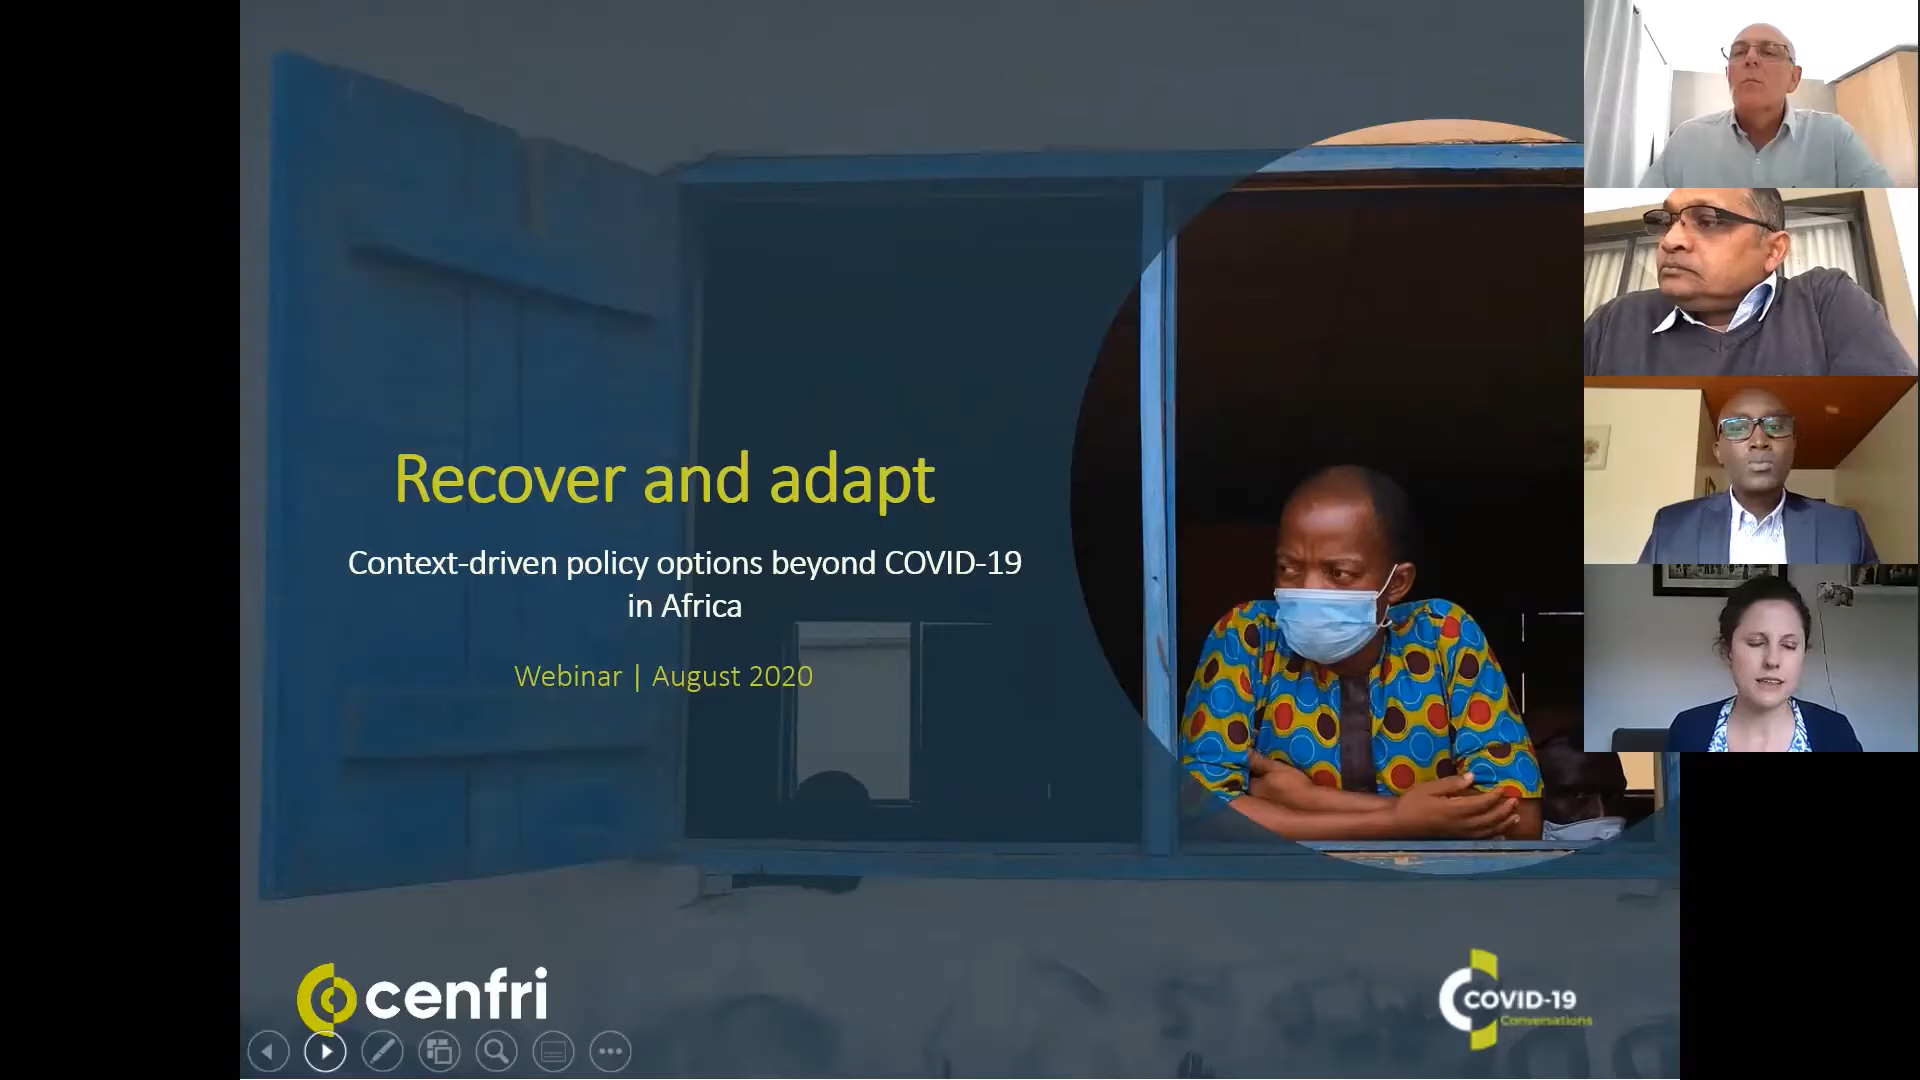 Recover and adapt
Context-driven policy options beyond COVID-19
in Africa
Webinar | August 2020
cenfri
COVID-19
Conversations